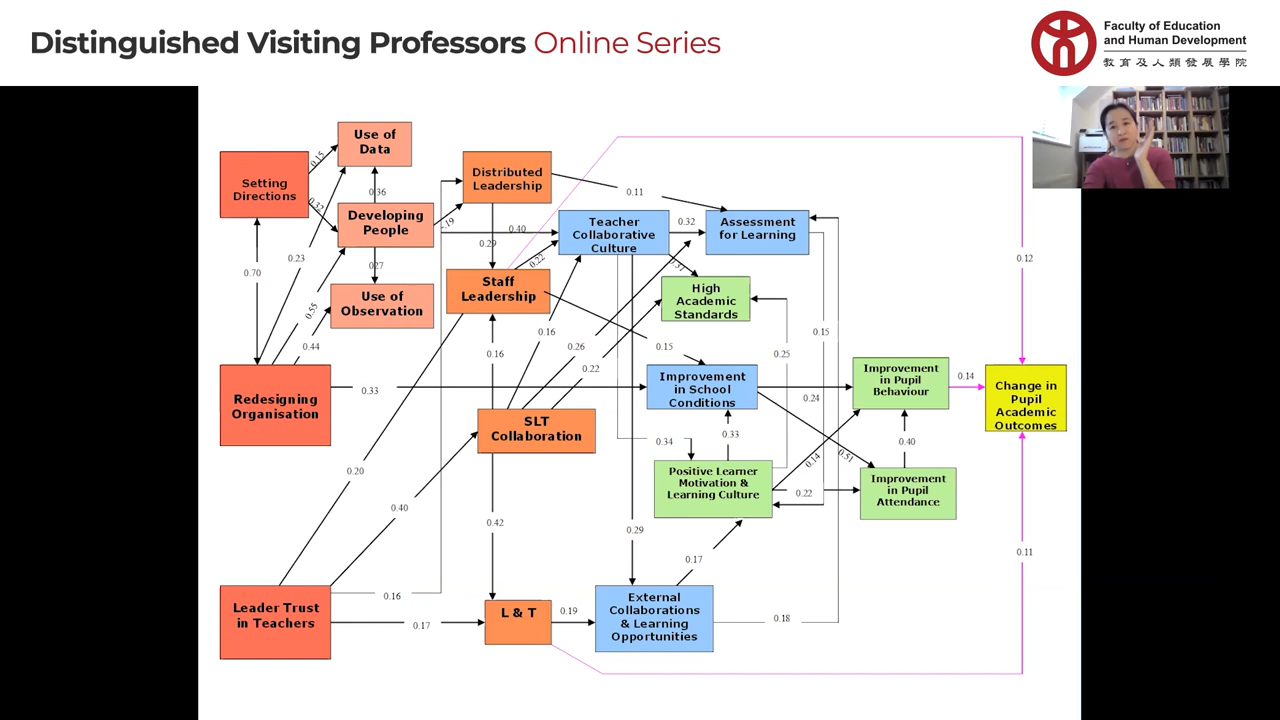 Distinguished Visiting Professors Online Series
Faculty of Education
and Human Development
教育及人類發展學院
Use of
Data
Setting
Directions
0.15
0.32
0.36
Developing
People
0.27
Use of
Observation
0.70
0.23
0.55
0.44
Distributed
Leadership
.19
0.40
0.29
0.22
Staff
Leadership
0.11
Teacher
Collaborative
Culture
0.32
Assessment
for Learning
0.31
High
Academic
Standards
0.12
0.16
0.16
0.26
0.22
0.15
0.25
0.15
Redesigning
Organisation
0.33
SLT
Collaboration
Improvement
in School
Conditions
0.24
Improvement
in Pupil
Behaviour
0.14
Change in
Pupil
Academic
Outcomes
0.34
0.33
0.14
0.51
0.40
Positive Learner
Motivation &
Learning Culture
0.22
Improvement
in Pupil
Attendance
0.20
0.40
0.42
0.29
0.17
0.11
Leader Trust
in Teachers
0.16
0.17
L & T
0.19
External
Collaborations
& Learning
Opportunities
0.18